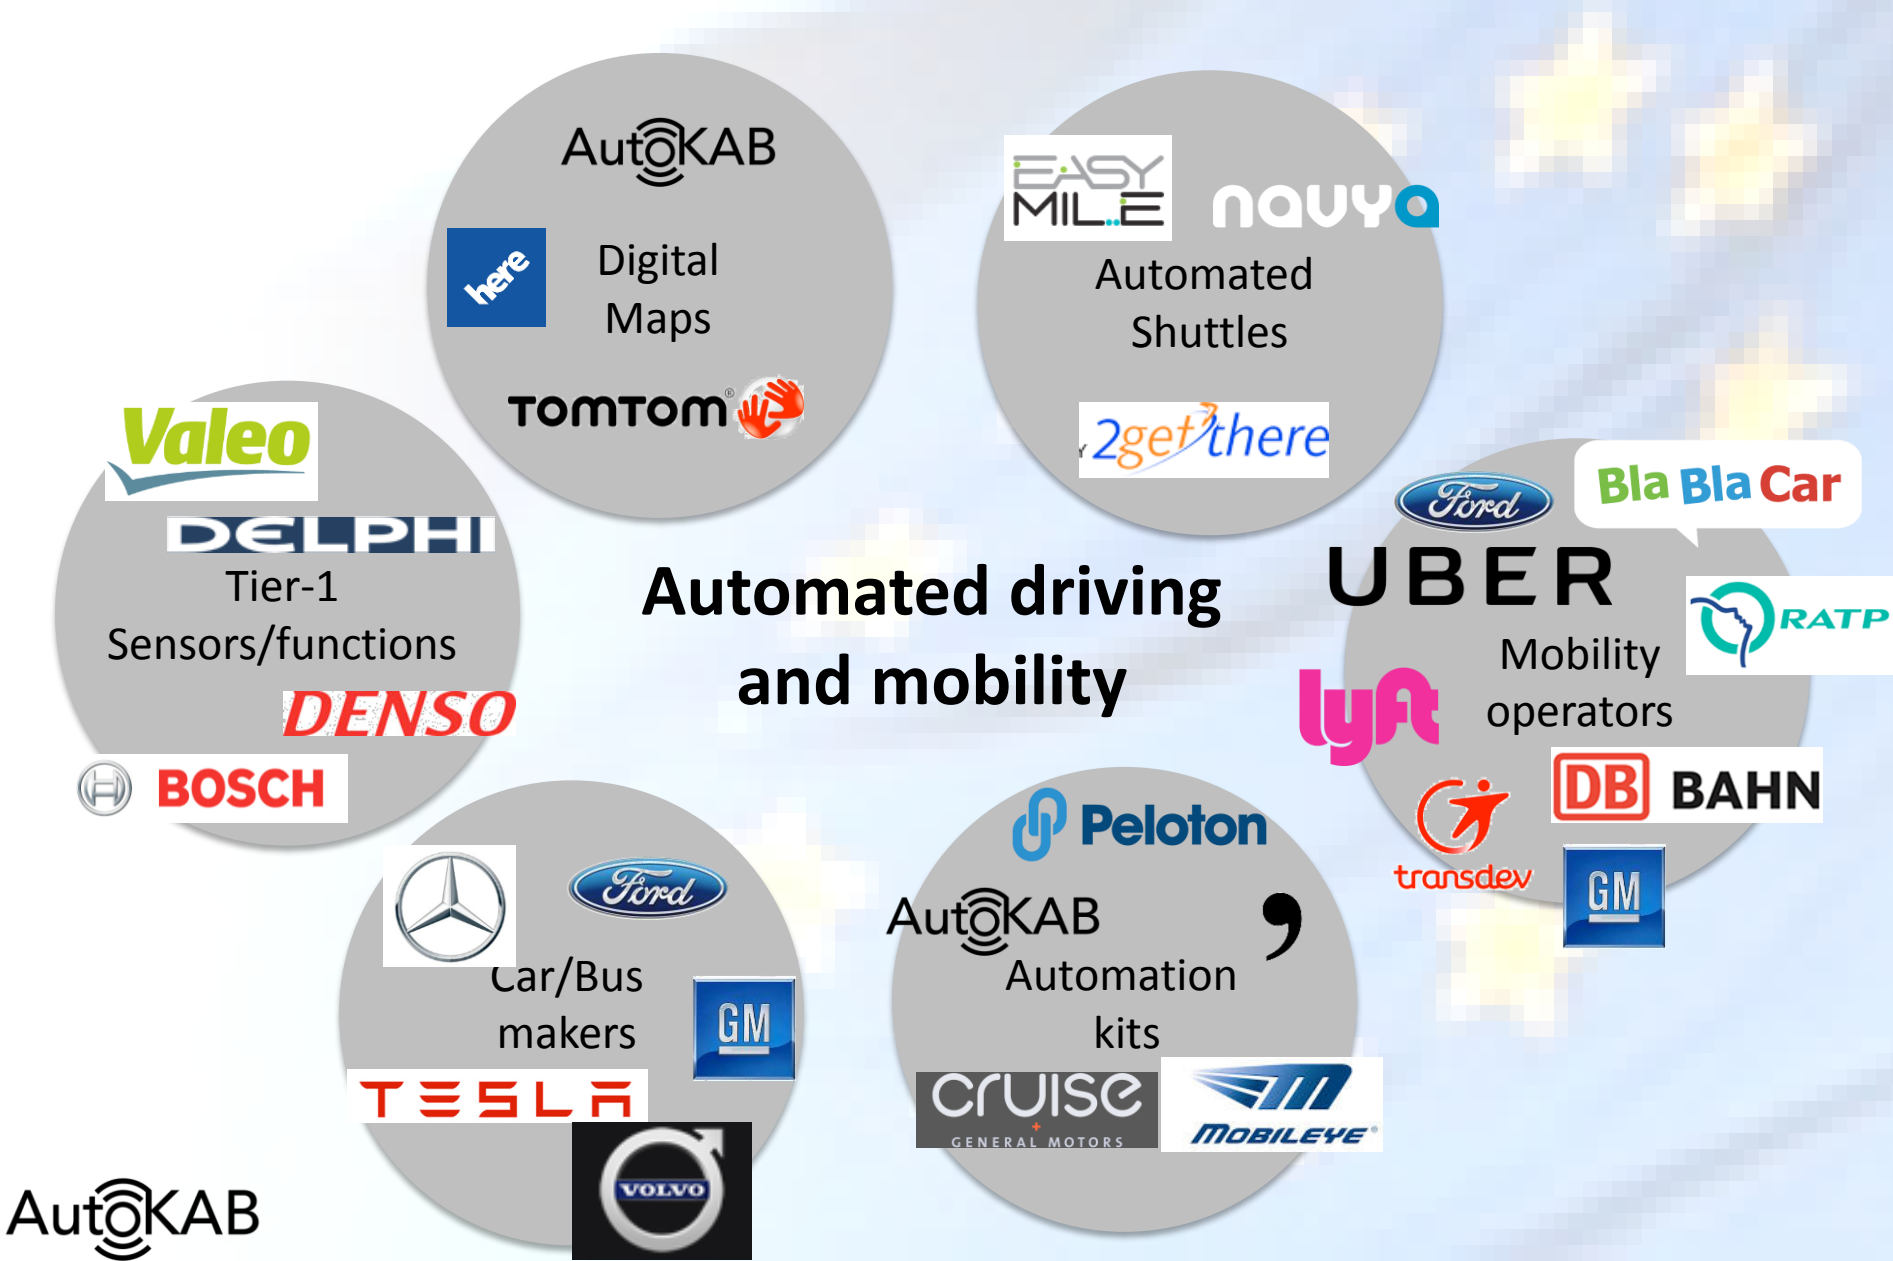 AutoKAB
here
Digital
Maps
TOMTOM®
EASY
MILE
navya
Automated
Shuttles
2getthere
Valeo
DELPHI
Tier-1
Sensors/functions
DENSO
BOSCH
Automated driving
and mobility
Ford
Bla Bla Car
UBER
RATP
Mobility
operators
lyft
DB BAHN
transdev
GM
Ford
Car/Bus
makers
GM
TESLA
VOLVO
Peloton
AutoKAB
,
Automation
kits
cruise
GENERAL MOTORS
MOBILEYE®
AutoKAB